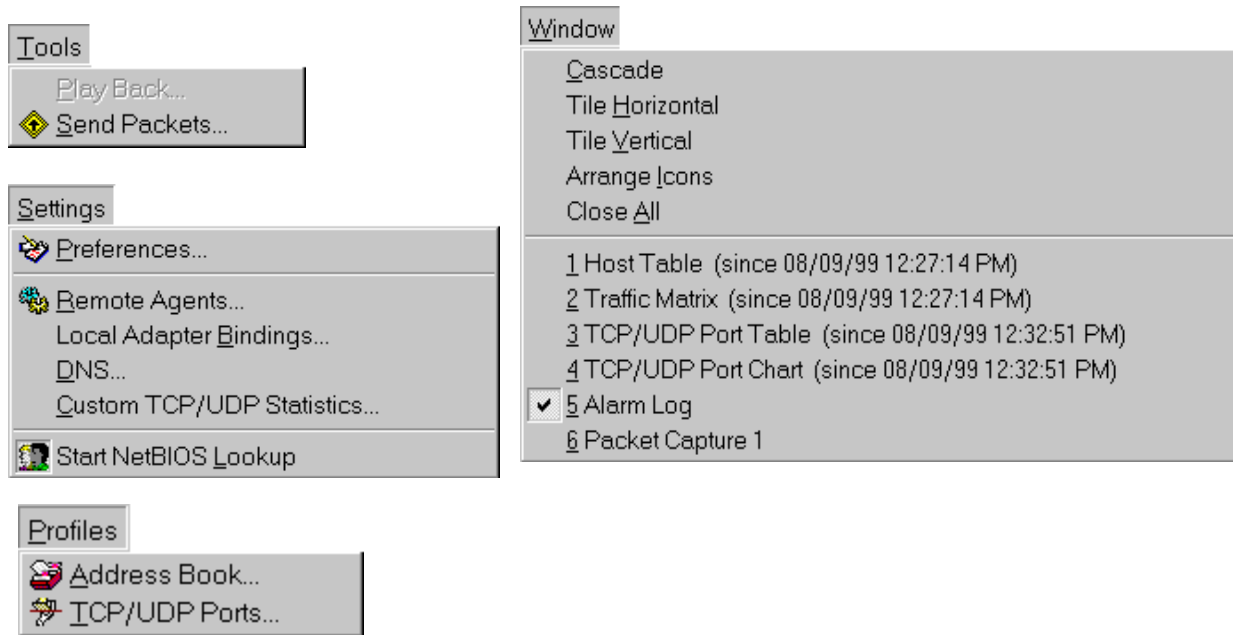 Tools
Play Back...
Send Packets...
Settings
Preferences...
Remote Agents...
Local Adapter Bindings...
DNS...
Custom TCP/UDP Statistics...
Start NetBIOS Lookup
Profiles
Address Book...
TCP/UDP Ports...
Window
Cascade
Tile Horizontal
Tile Vertical
Arrange Icons
Close All
1 Host Table (since 08/09/99 12:27:14 PM)
2 Traffic Matrix (since 08/09/99 12:27:14 PM)
3 TCP/UDP Port Table (since 08/09/99 12:32:51 PM)
4 TCP/UDP Port Chart (since 08/09/99 12:32:51 PM)
5 Alarm Log
6 Packet Capture 1